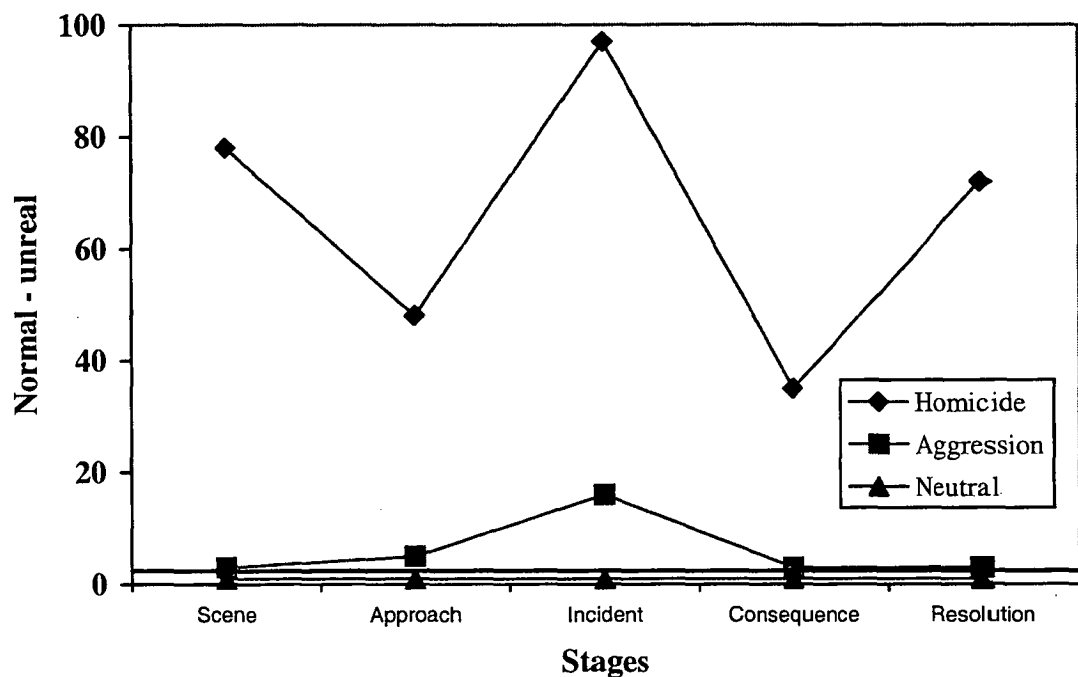 Normal - unreal
100
80
60
40
20
0
Homicide
Aggression
Neutral
Scene Approach Incident Consequence Resolution
Stages